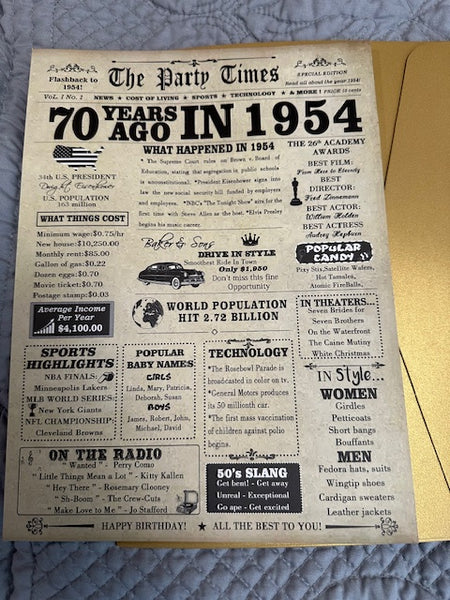 Flashback to
1954!
The Party Times
SPECIAL EDITION
Read all about the year 1954!
VOL. 1 No. 1
NEWS ★ COST OF LIVING ★ SPORTS ★ TECHNOLOGY ★ & MORE! PRICE 15 cents
70 YEARS AGO IN 1954
34th U.S. PRESIDENT
Dwight Eisenhower
U.S. POPULATION
163 million
WHAT THINGS COST
Minimum wage:$0.75/hr
New house:$10,250.00
Monthly rent:$85.00
Gallon of gas:$0.22
Dozen eggs:$0.70
Movie ticket:$0.70
Postage stamp:$0.03
Average Income
Per Year
$4,100.00
WHAT HAPPENED IN 1954
* The Supreme Court rules on Brown v. Board of
Education, stating that segregation in public schools
is unconstitutional. *President Eisenhower signs into
law the new social security bill funded by employers
and employees. *NBC's "The Tonight Show" airs for the
first time with Steve Allen as the host. *Elvis Presley
begins his music career.
Baker & Sons
DRIVE IN STYLE
Smoothest Ride In Town
Only $1,950
Don't miss this fine
Opportunity
WORLD POPULATION
HIT 2.72 BILLION
THE 26th ACADEMY
AWARDS
BEST FILM:
From Here to Eternity
BEST
DIRECTOR:
Fred Zinnemann
BEST ACTOR:
William Holden
BEST ACTRESS
Audrey Hepburn
POPULAR
CANDY
Pixy Stix,Satellite Wafers,
Hot Tamales,
Atomic FireBalls,
IN THEATERS...
Seven Brides for
Seven Brothers
On the Waterfront
The Caine Mutiny
White Christmas
SPORTS
HIGHLIGHTS
NBA FINALS:
Minneapolis Lakers
MLB WORLD SERIES:
New York Giants
NFL CHAMPIONSHIP:
Cleveland Browns
POPULAR
BABY NAMES
GIRLS
Linda, Mary, Patricia,
Deborah, Susan
BOYS
James, Robert, John,
Michael, David
TECHNOLOGY
*The Rosebowl Parade is
broadcasted in color on tv.
*General Motors produces
its 50 millionth car.
*The first mass vaccination
of children against polio
begins.
IN Style...
WOMEN
Girdles
Petticoats
Short bangs
Bouffants
MEN
Fedora hats, suits
Wingtip shoes
Cardigan sweaters
Leather jackets
ON THE RADIO
" Wanted " - Perry Como
" Little Things Mean a Lot " - Kitty Kallen
" Hey There " - Rosemary Clooney
" Sh-Boom " - The Crew-Cuts
" Make Love to Me " - Jo Stafford
50's SLANG
Get bent! - Get away
Unreal - Exceptional
Go ape - Get excited
HAPPY BIRTHDAY! ★ ALL THE BEST TO YOU!